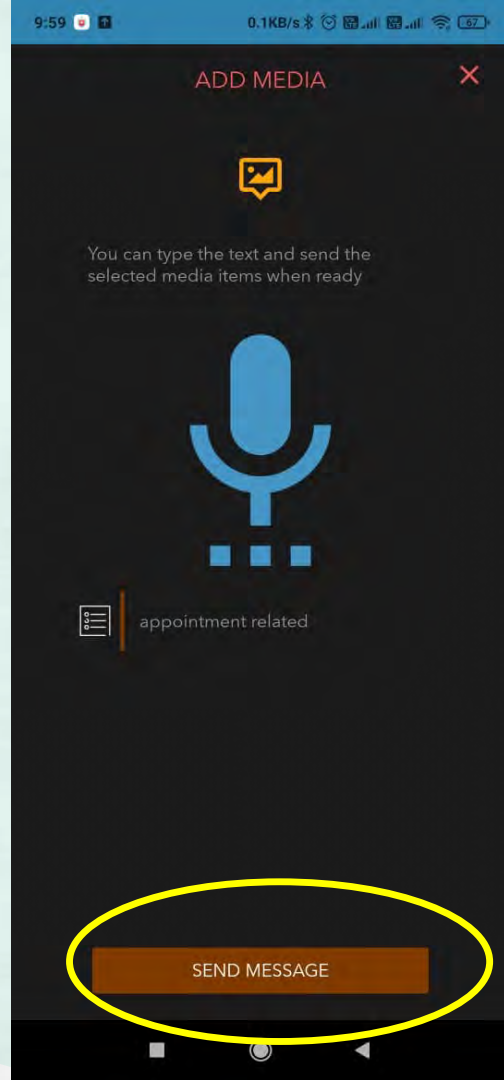 9:59 0.1KB/s 67
ADD MEDIA
You can type the text and send the
selected media items when ready
appointment related
SEND MESSAGE